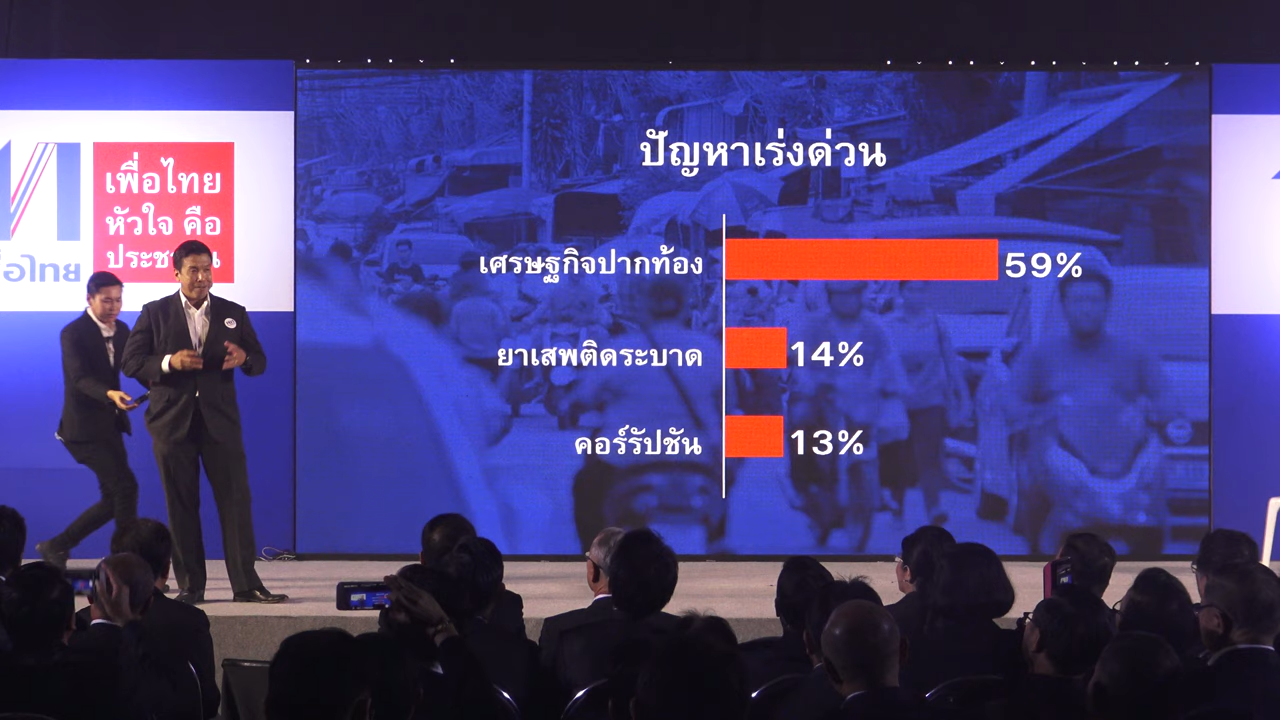 เพื่อไทย
หัวใจ คือ
ปัญหาเร่งด่วน
เศรษฐกิจปากท้อง 59%
ยาเสพติดระบาด 14%
คอร์รัปชัน 13%